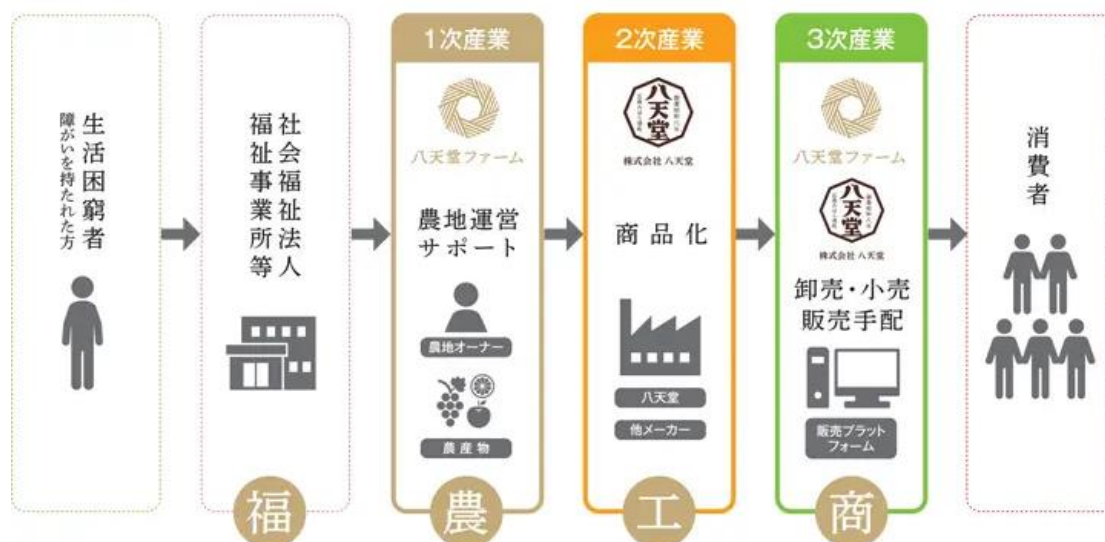 生活困窮者
障がいを持たれた方
社会福祉法人
福祉事業所等
福
1次産業
八天堂ファーム
農地運営
サポート
農地オーナー
農産物
農
2次産業
八天堂
株式会社 八天堂
商品化
八天堂
他メーカー
工
3次産業
八天堂ファーム
八天堂
株式会社 八天堂
卸売・小売
販売手配
販売プラット
フォーム
商
消費者